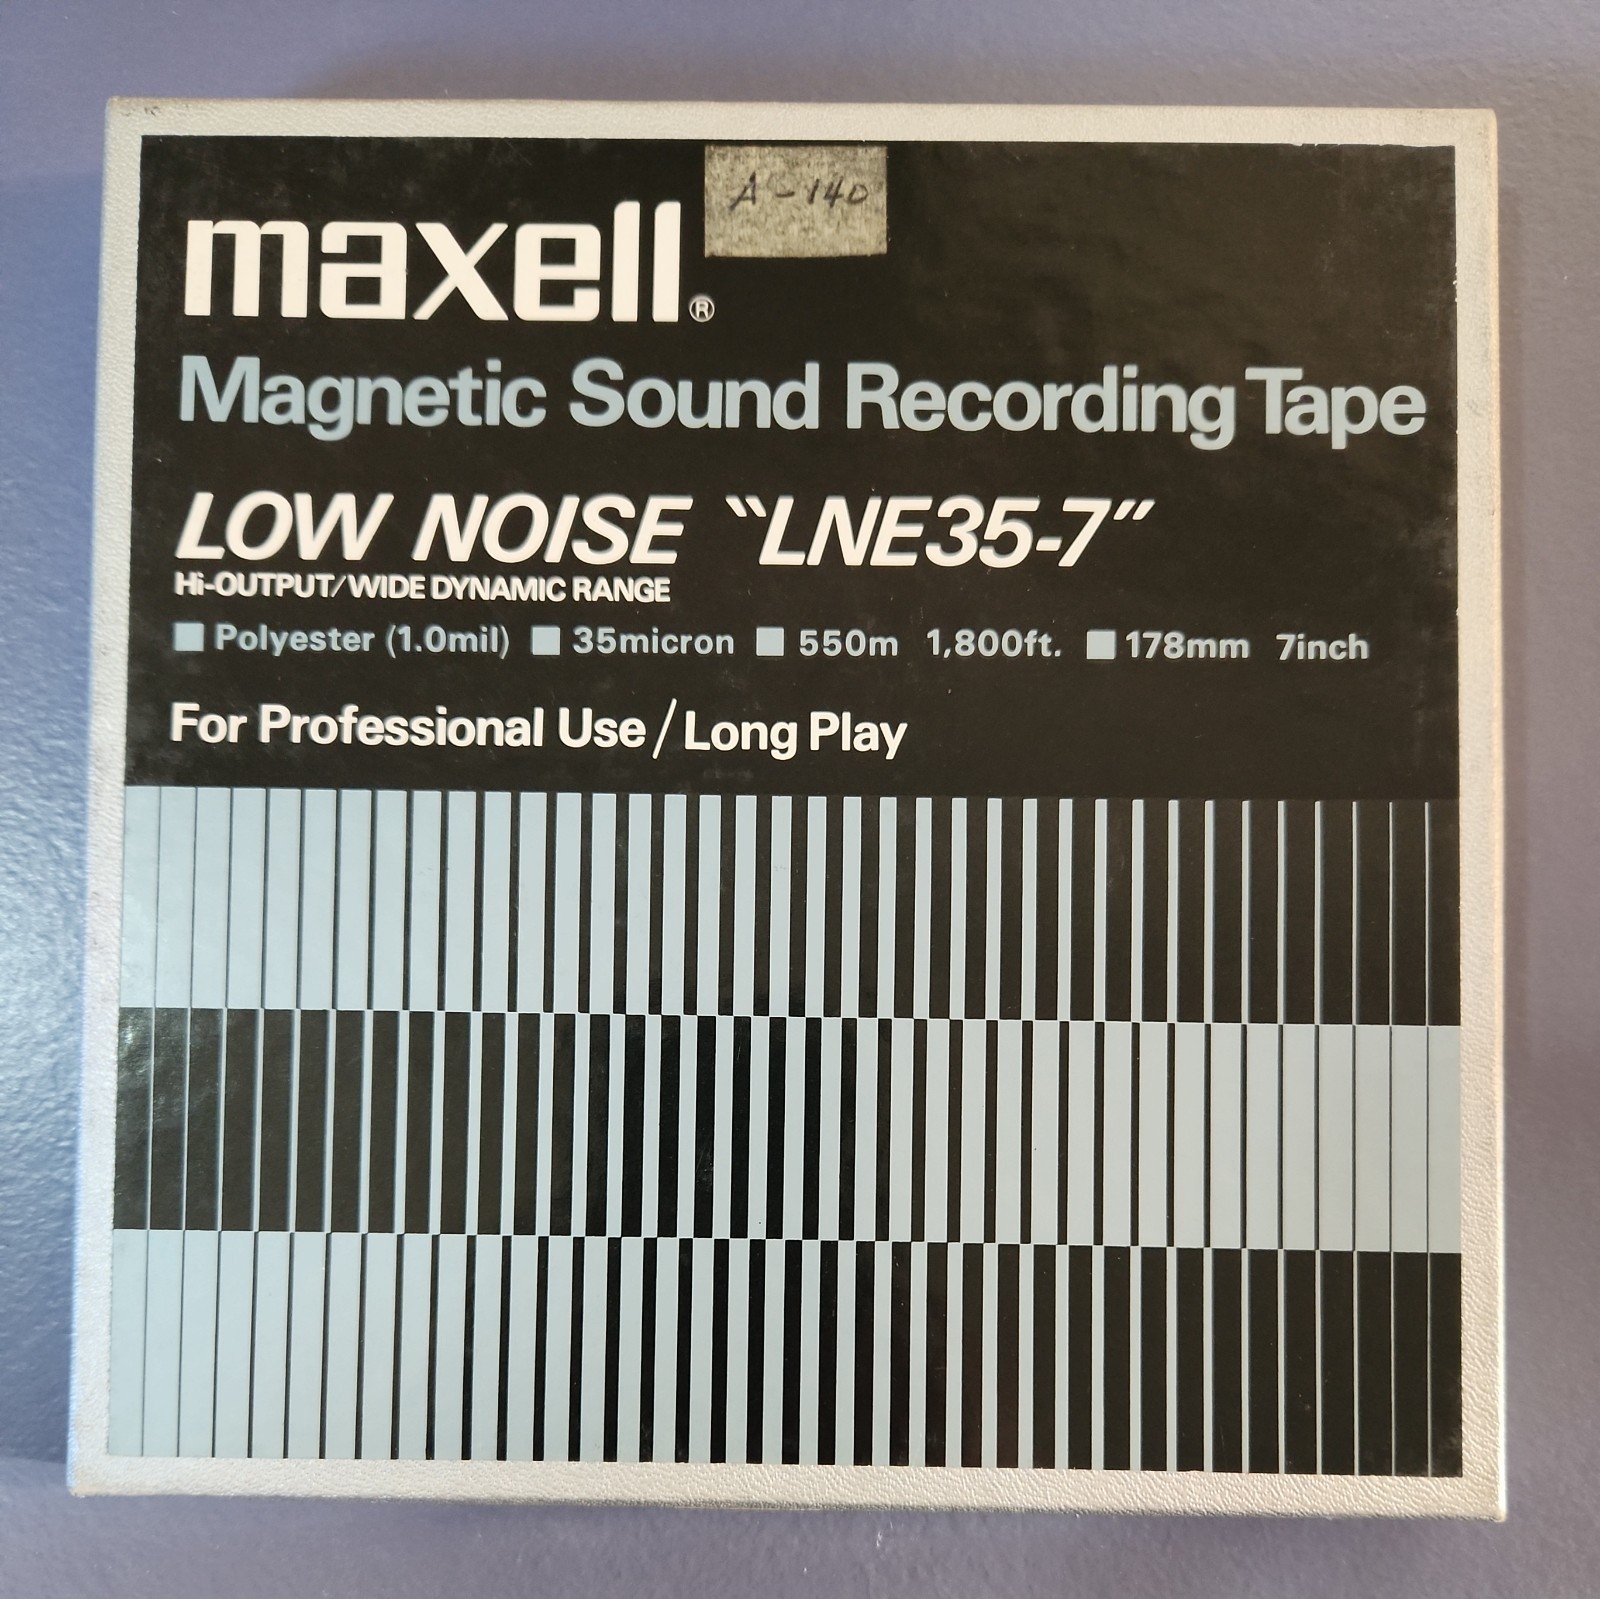 A-140
maxell®
Magnetic Sound Recording Tape
LOW NOISE "LNE35-7"
Hi-OUTPUT/WIDE DYNAMIC RANGE
■ Polyester (1.0mil) ■ 35micron ■ 550m 1,800ft. ■ 178mm 7inch
For Professional Use/Long Play